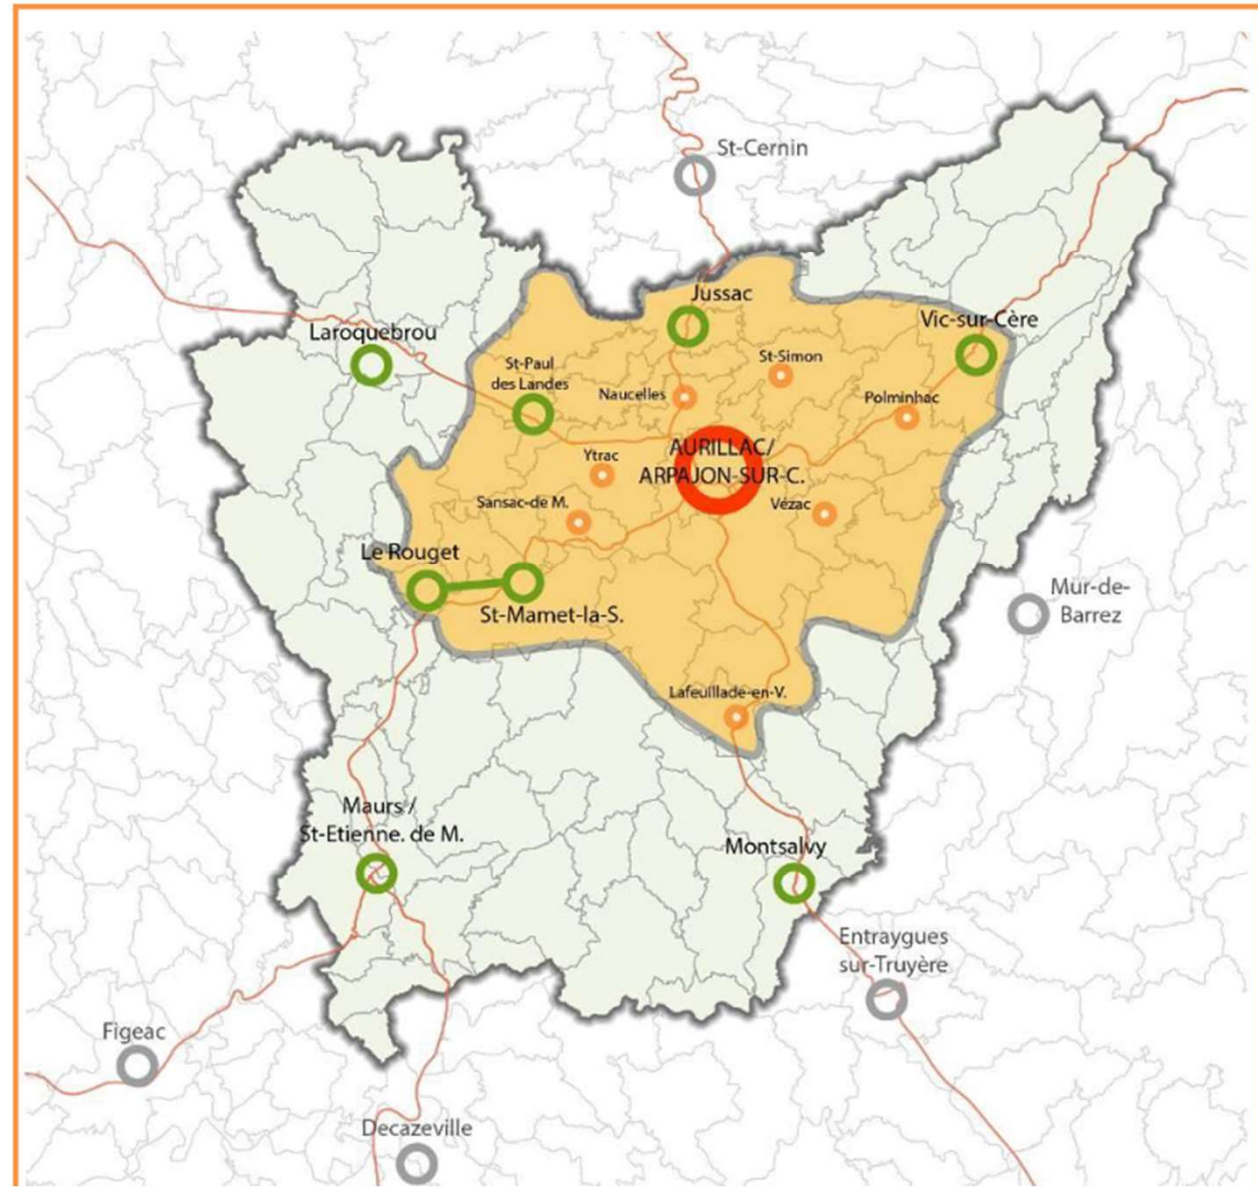 St-Cernin
Jussac
Vic-sur-Cère
Laroquebrou
St-Paul
des Landes
St-Simon
Naucelles
Polminhac
AURILLAC/
ARPAJON-SUR-C.
Ytrac
Sansac-de M.
Vézac
Le Rouget
St-Mamet-la-S.
Mur-de-
Barrez
Lafeuillade-en-V.
Maurs /
St-Etienne. de M.
Montsalvy
Entraygues
sur-Truyère
Figeac
Decazeville